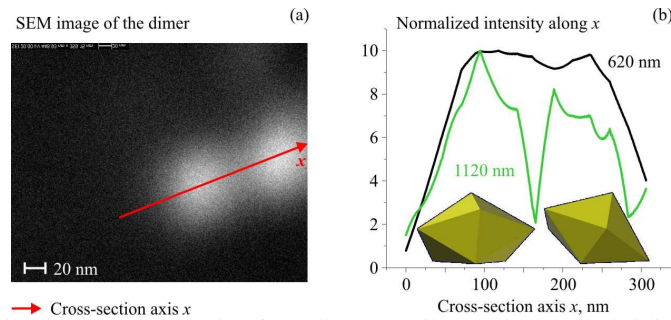 SEM image of the dimer
(a)
x
20 nm
Cross-section axis x
(b)
Normalized intensity along x
10
8
6
4
2
0
620 nm
1120 nm
0 100 200 300
Cross-section axis x, nm